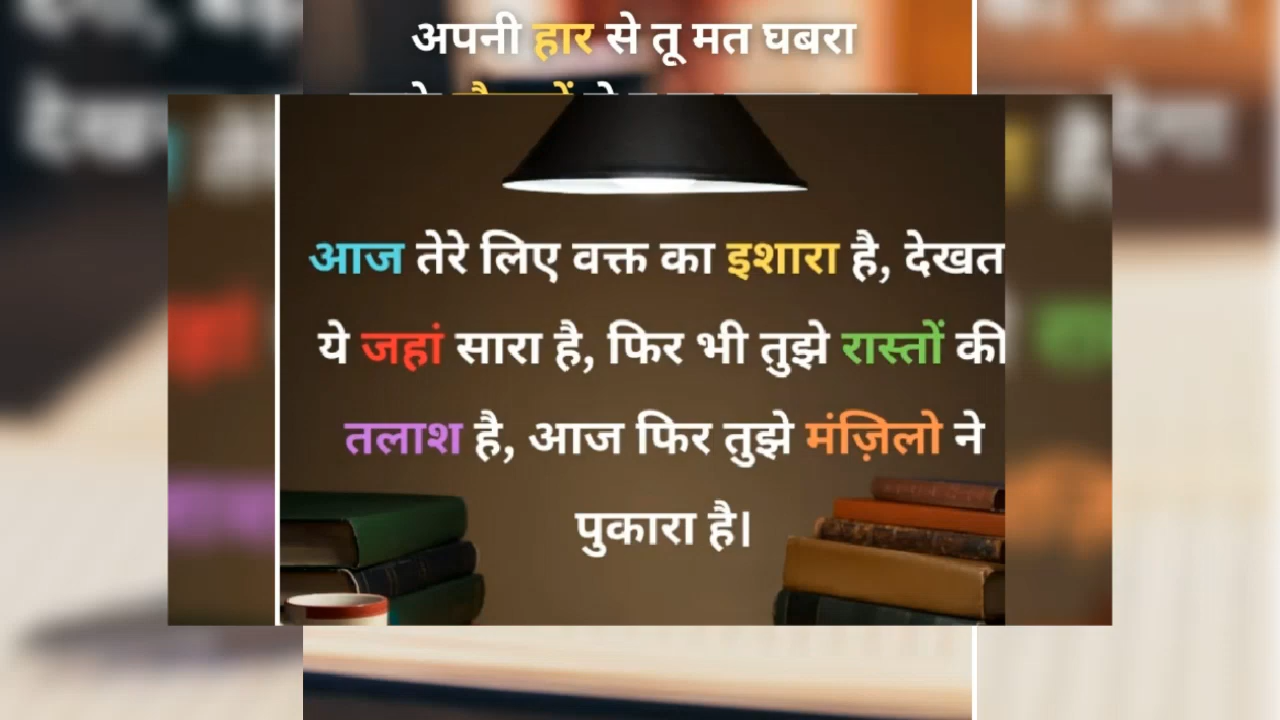 अपनी हार से तू मत घबरा
आज तेरे लिए वक्त का इशारा है, देखत
ये जहां सारा है, फिर भी तुझे रास्तों की
तलाश है, आज फिर तुझे मंज़िलो ने
पुकारा है।